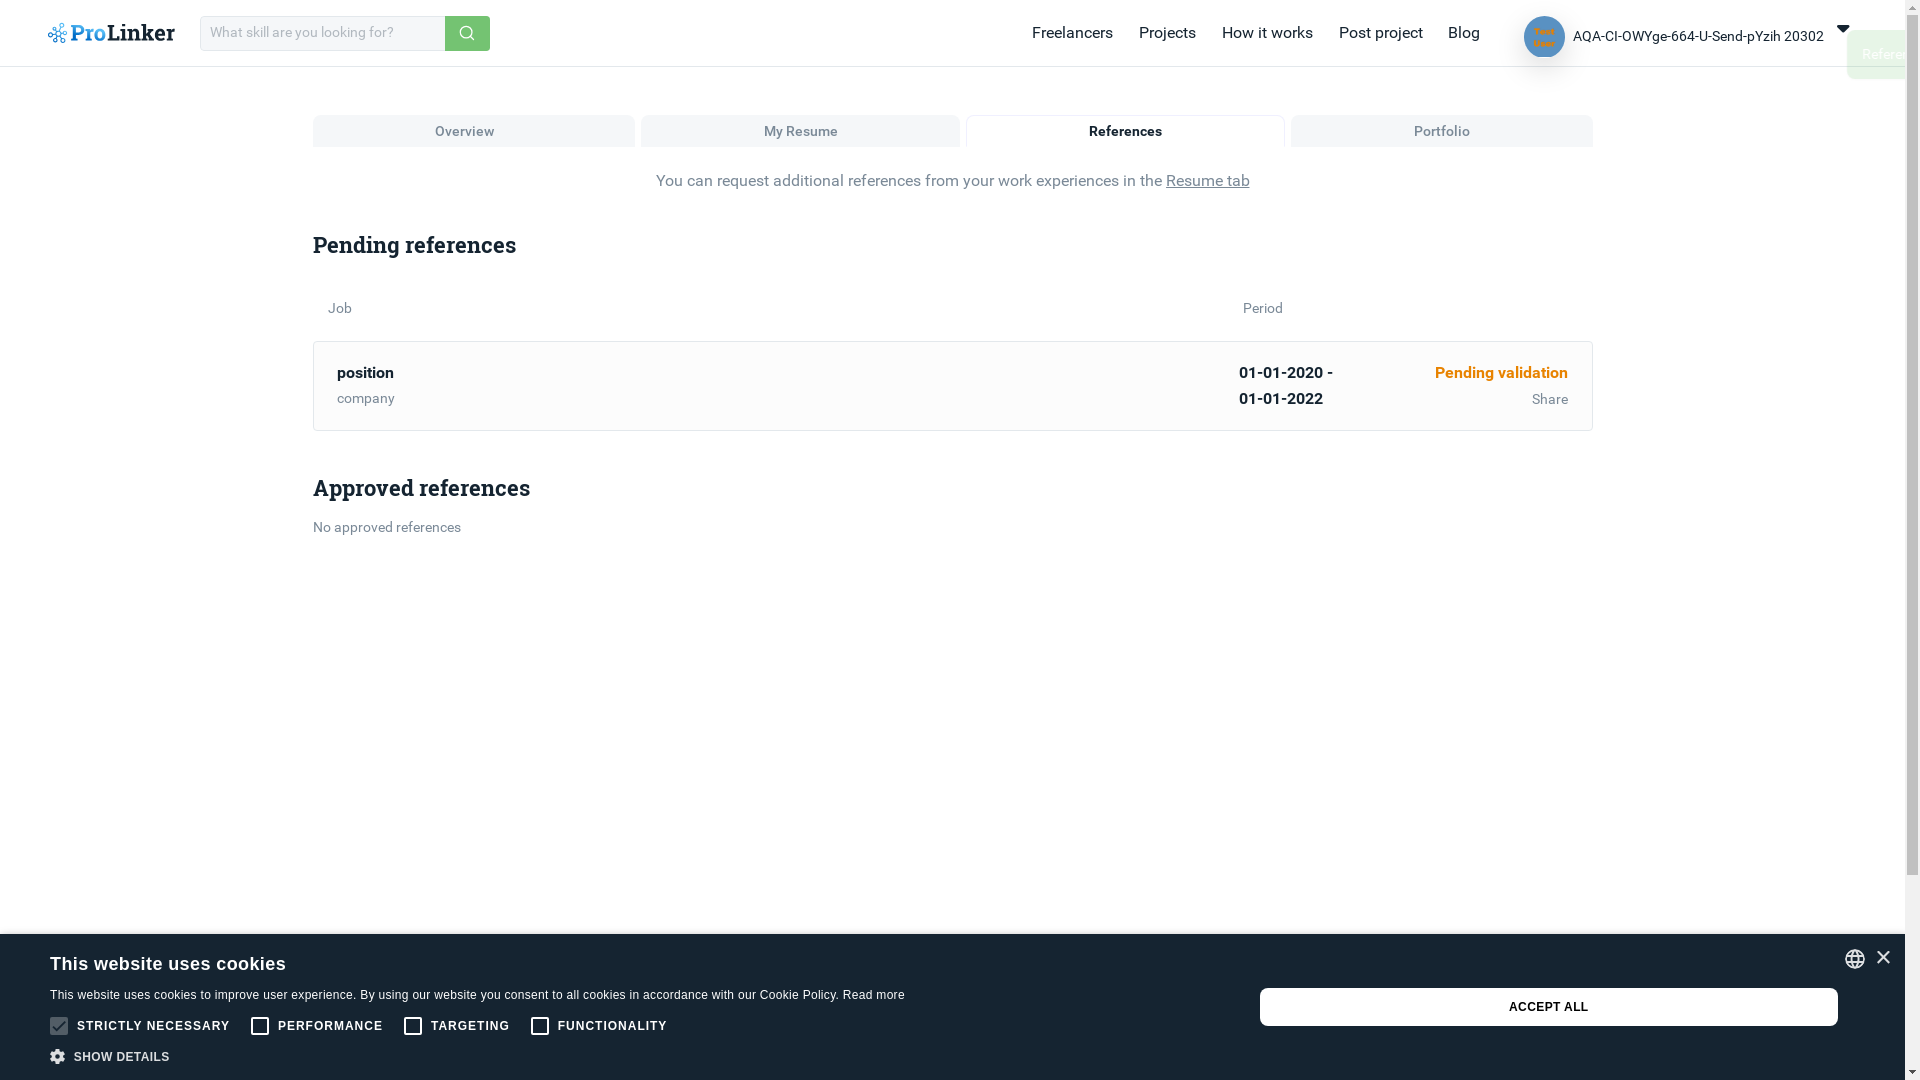 ProLinker
What skill are you looking for?
Freelancers
Projects
How it works
Post project
Blog
Test
User
AQA-CI-OWYge-664-U-Send-pYzih 20302
Overview
My Resume
References
Portfolio
You can request additional references from your work experiences in the Resume tab
Pending references
Job
Period
position
company
01-01-2020 -
01-01-2022
Pending validation
Share
Approved references
No approved references
This website uses cookies
This website uses cookies to improve user experience. By using our website you consent to all cookies in accordance with our Cookie Policy. Read more
STRICTLY NECESSARY
PERFORMANCE
TARGETING
FUNCTIONALITY
SHOW DETAILS
ACCEPT ALL